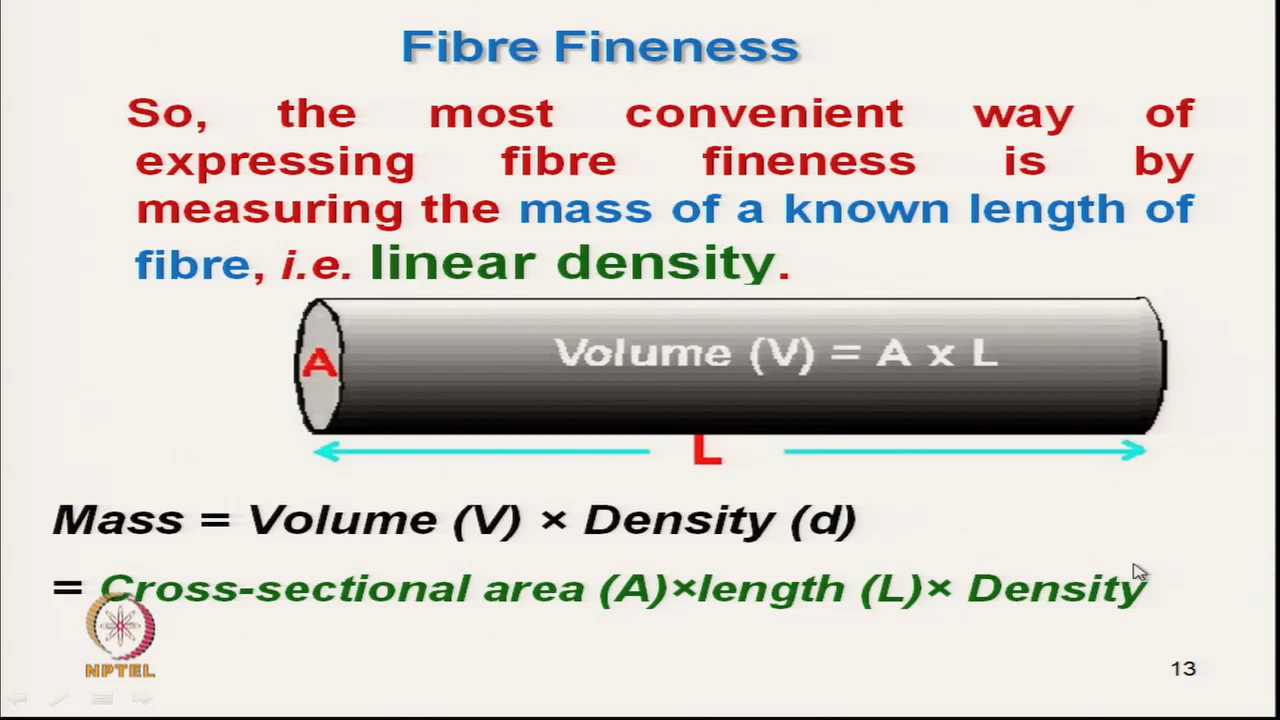 Fibre Fineness
So, the most convenient way of
expressing fibre fineness is by
measuring the mass of a known length of
fibre, i.e. linear density.
A
Volume (V) = A x L
L
Mass = Volume (V) × Density (d)
= Cross-sectional area (A)×length (L)× Density
NPTEL
13